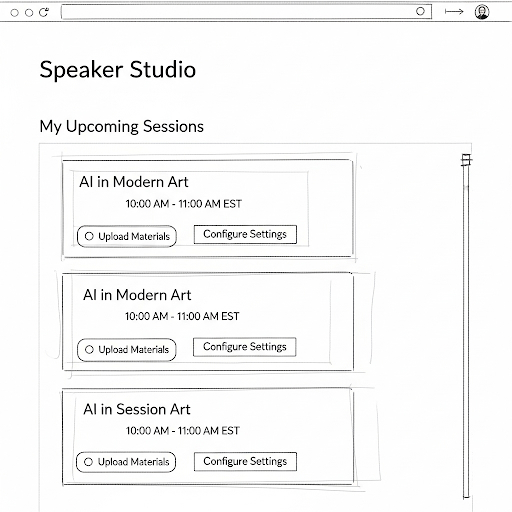 Speaker Studio
My Upcoming Sessions
AI in Modern Art
10:00 AM - 11:00 AM EST
Upload Materials Configure Settings
AI in Modern Art
10:00 AM - 11:00 AM EST
Upload Materials Configure Settings
AI in Session Art
10:00 AM - 11:00 AM EST
Upload Materials Configure Settings